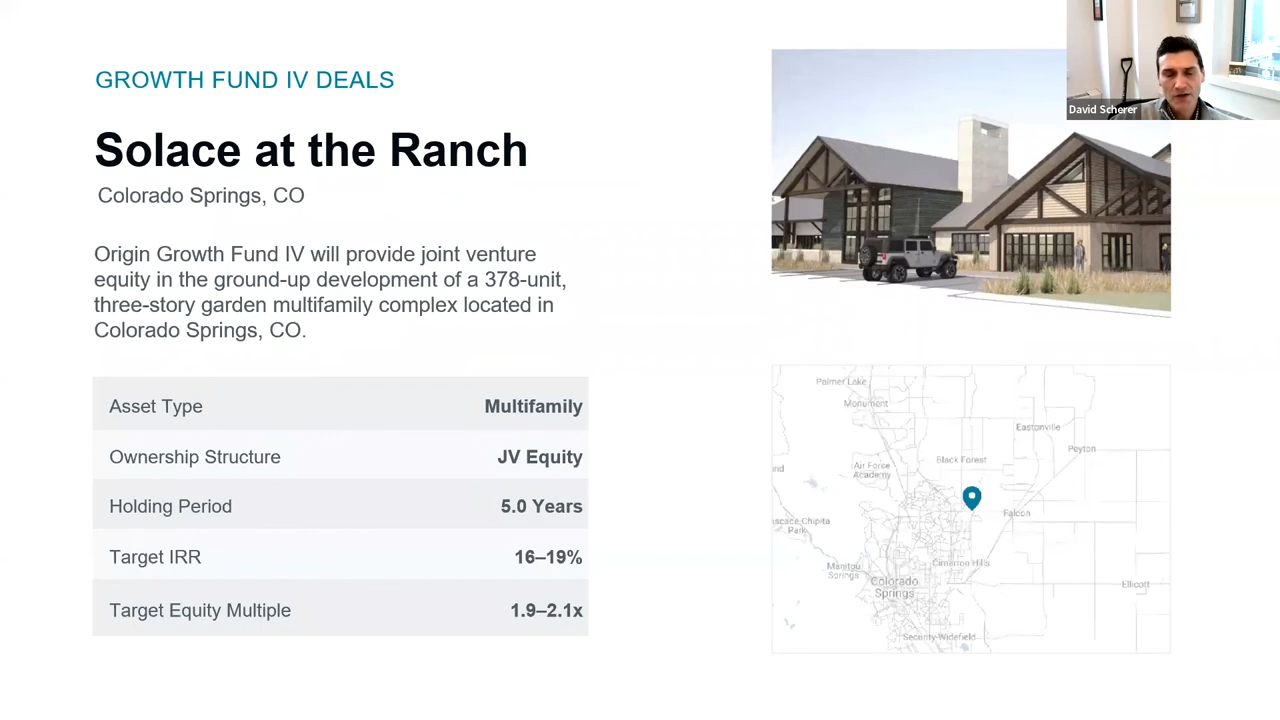 GROWTH FUND IV DEALS
Solace at the Ranch
Colorado Springs, CO
Origin Growth Fund IV will provide joint venture
equity in the ground-up development of a 378-unit,
three-story garden multifamily complex located in
Colorado Springs, CO.
Asset Type Multifamily
Ownership Structure JV Equity
Holding Period 5.0 Years
Target IRR 16–19%
Target Equity Multiple 1.9–2.1x
David Scherer
Palmer Lake
Monument
Eastonville
Peyton
Black Forest
nd
Air Force
Academy
Falcon
ascade-Chipita
Park
Cimarron Hills
Manitou
Springs
Colorado
Springs
Ellicott
Security-Widefield